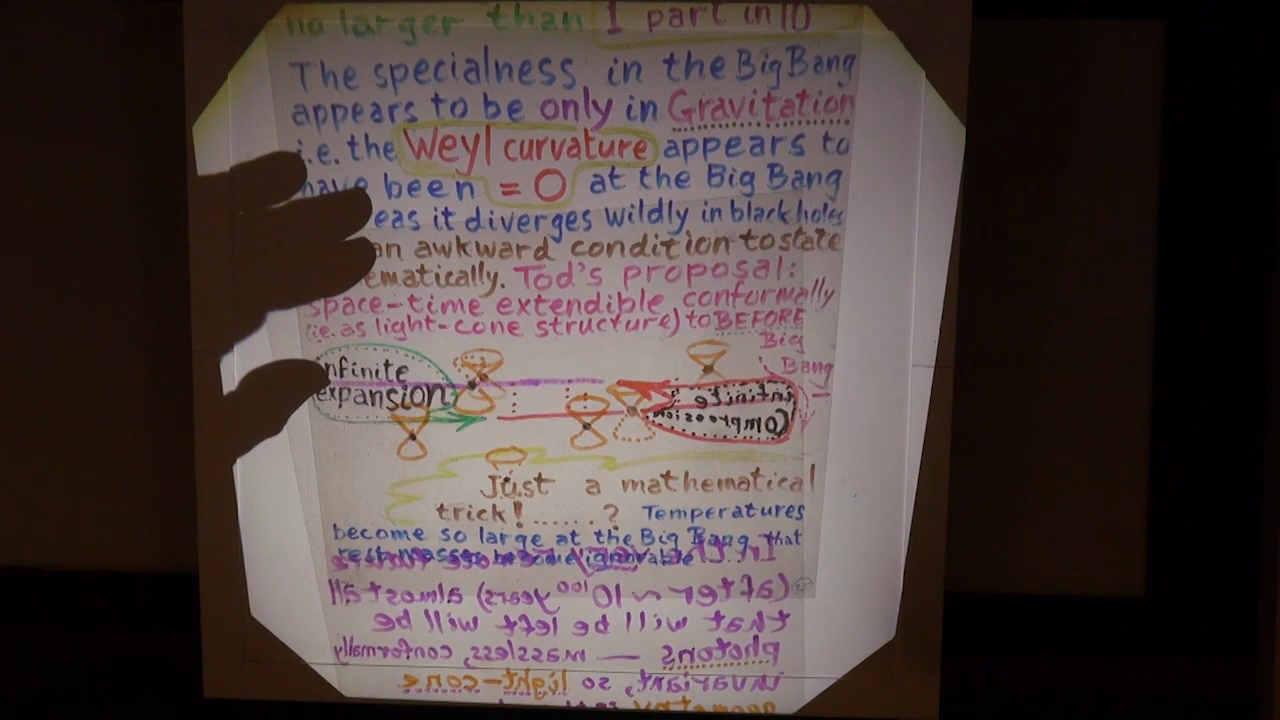 no larger than 1 part in 10
The specialness in the Big Bang
appears to be only in Gravitation
i.e. the Weyl curvature appears to
have been = 0 at the Big Bang
eas it diverges wildly in black holes
an awkward condition to state
ematically. Tod's proposal:
space-time extendible conformally
(i.e. as light-cone structure) to BEFORE
Big
Bang
infinite
expansion
infinite
Compression
Just a mathematical
trick!......? Temperatures
become so large at the Big Bang that
rest-masses become ignorable
(after ~ 10¹⁰⁰ years) almost all
that will be left will be
photons — massless, conformally
invariant, so light-cone
geometry